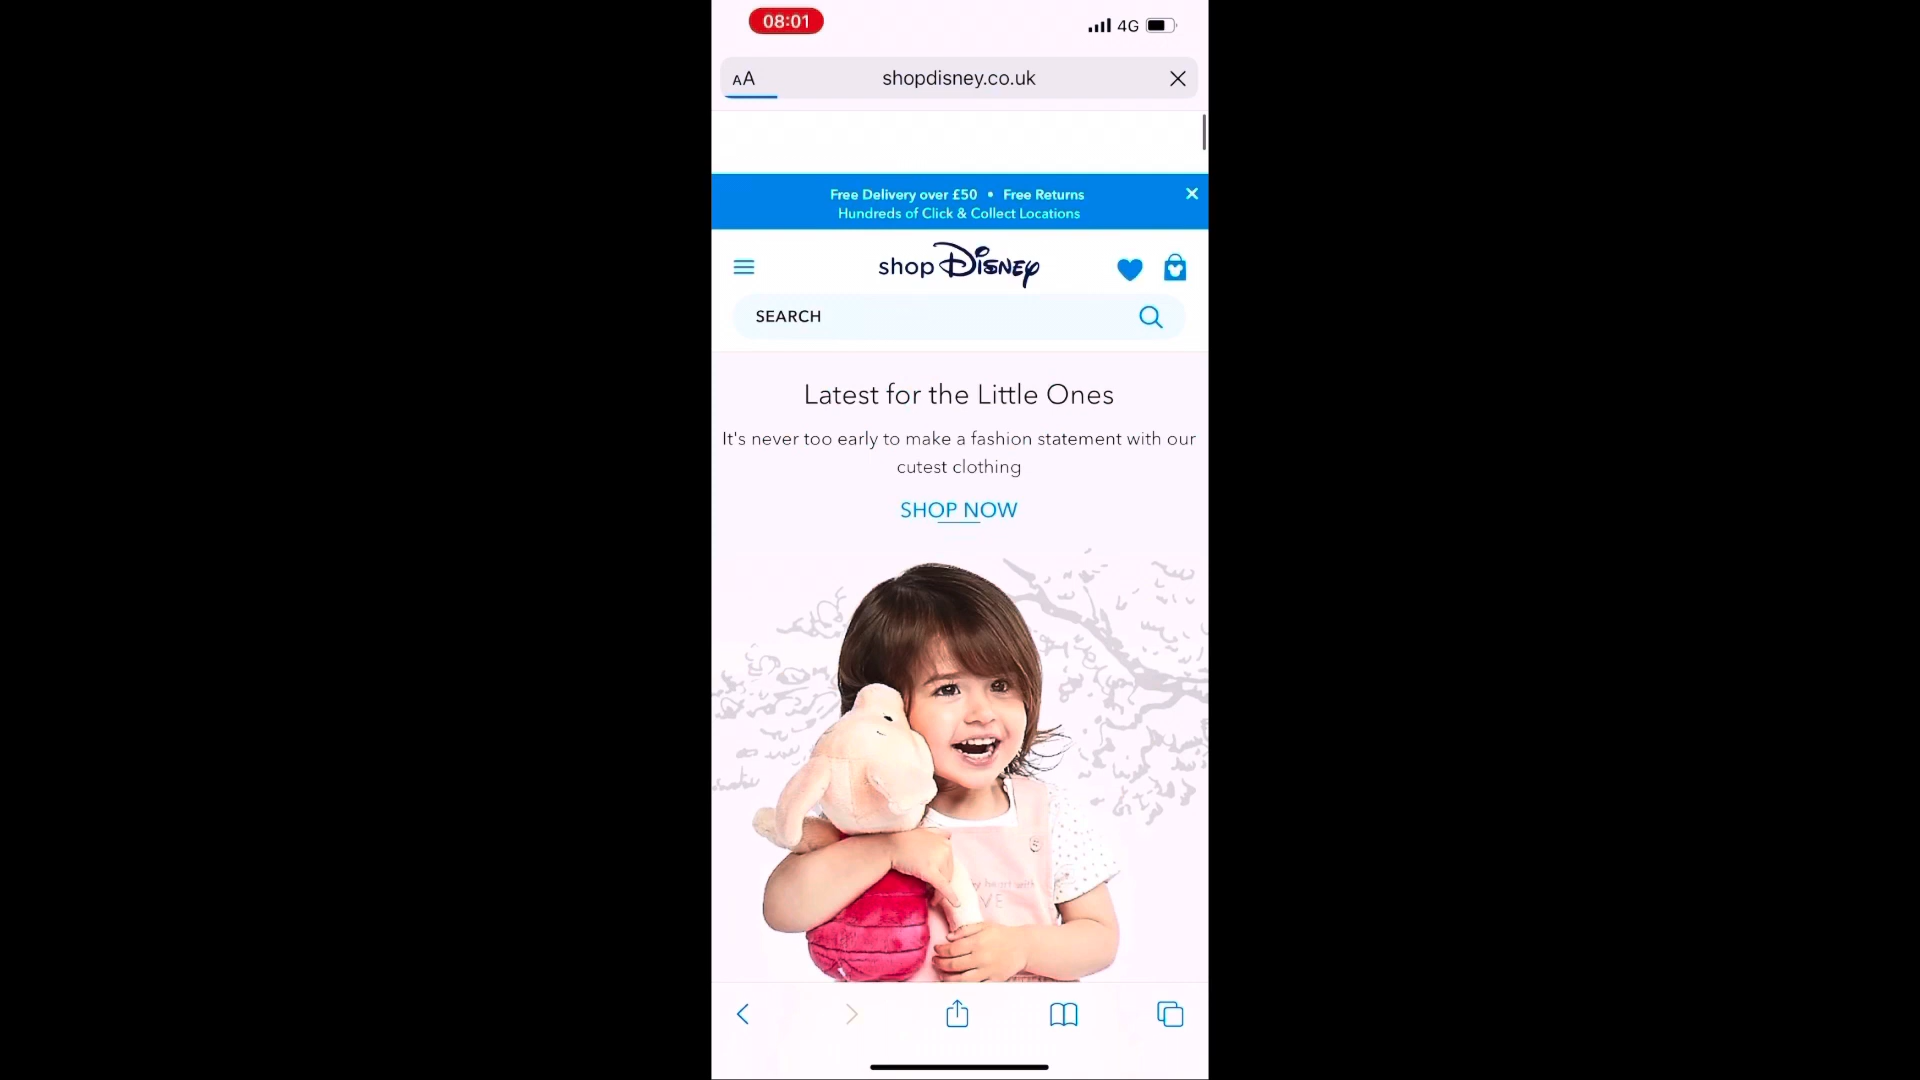 08:01
4G
AA
shopdisney.co.uk
Free Delivery over £50 • Free Returns
Hundreds of Click & Collect Locations
shop Disney
SEARCH
Latest for the Little Ones
It's never too early to make a fashion statement with our
cutest clothing
SHOP NOW
heart with